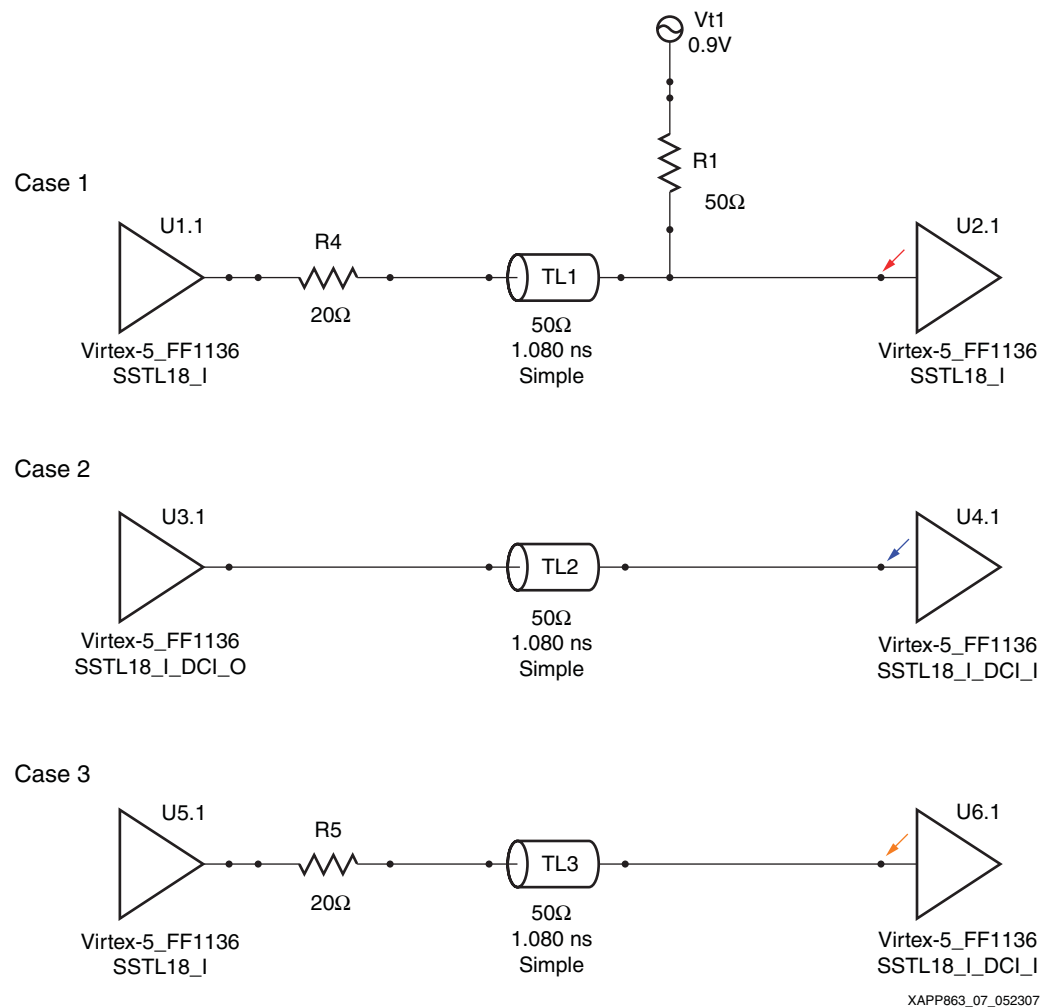 Vt1
0.9V
R1
50Ω
Case 1
U1.1
R4
20Ω
TL1
50Ω
1.080 ns
Simple
U2.1
Virtex-5_FF1136
SSTL18_I
Virtex-5_FF1136
SSTL18_I
Case 2
U3.1
TL2
50Ω
1.080 ns
Simple
U4.1
Virtex-5_FF1136
SSTL18_I_DCI_O
Virtex-5_FF1136
SSTL18_I_DCI_I
Case 3
U5.1
R5
20Ω
TL3
50Ω
1.080 ns
Simple
U6.1
Virtex-5_FF1136
SSTL18_I
Virtex-5_FF1136
SSTL18_I_DCI_I
XAPP863_07_052307